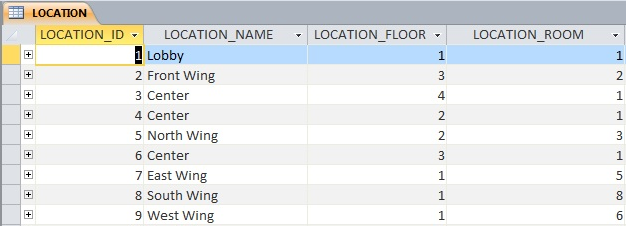 LOCATION
LOCATION_ID LOCATION_NAME LOCATION_FLOOR LOCATION_ROOM
1 Lobby 1 1
2 Front Wing 3 2
3 Center 4 1
4 Center 2 1
5 North Wing 2 3
6 Center 3 1
7 East Wing 1 5
8 South Wing 1 8
9 West Wing 1 6